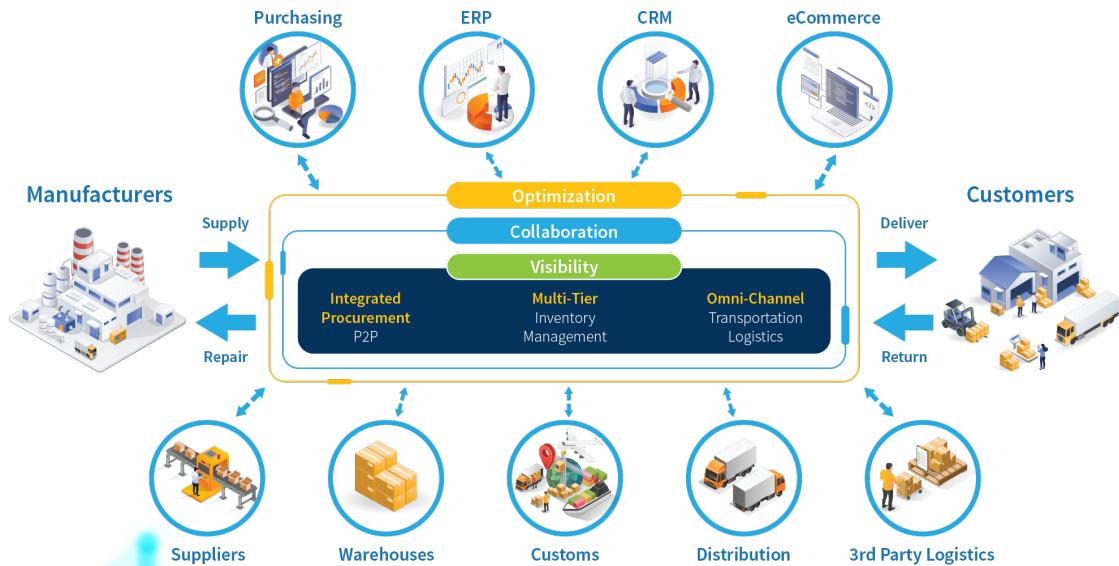 Purchasing
ERP
CRM
eCommerce
Manufacturers
Customers
Supply
Deliver
Optimization
Collaboration
Visibility
Integrated
Procurement
P2P
Multi-Tier
Inventory
Management
Omni-Channel
Transportation
Logistics
Repair
Return
Suppliers
Warehouses
Customs
Distribution
3rd Party Logistics